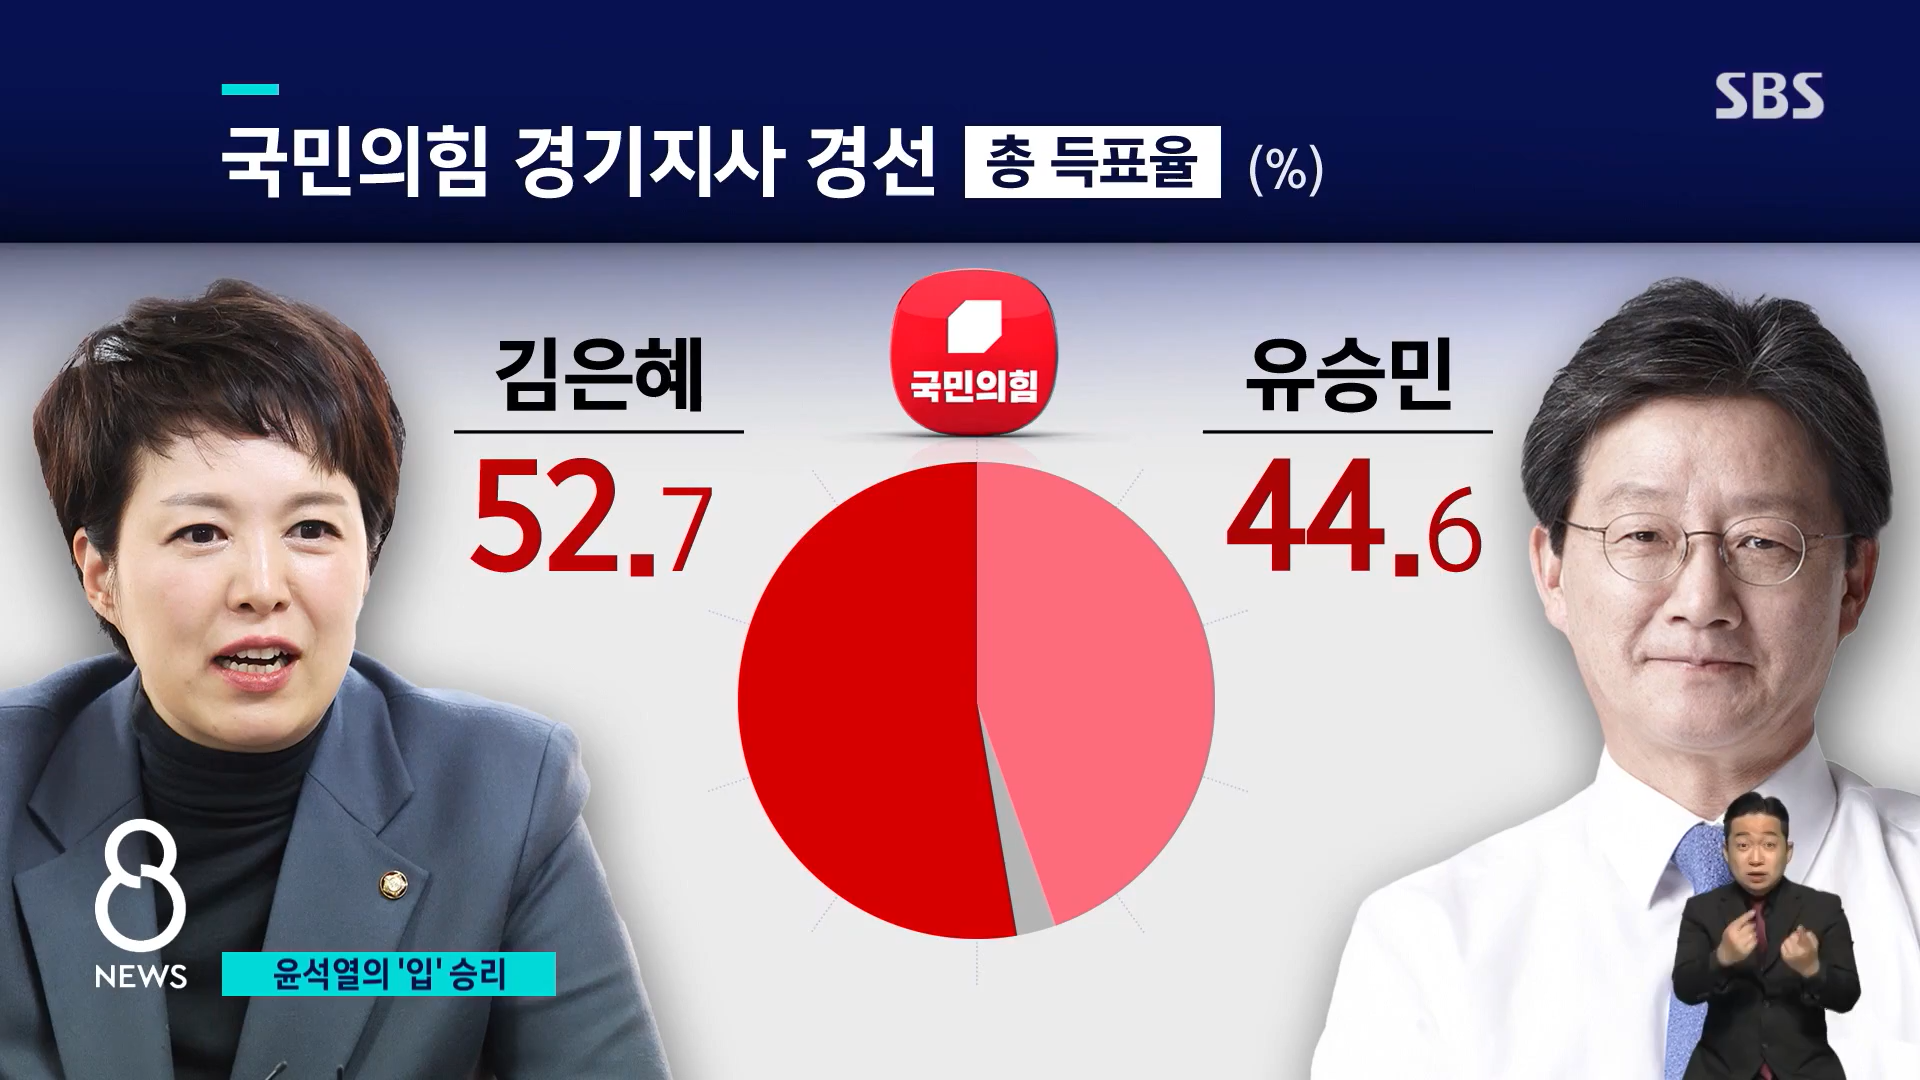 SBS
국민의힘 경기지사 경선 총 득표율 (%)
국민의힘
김은혜
52.7
유승민
44.6
8
NEWS
윤석열의 '입' 승리